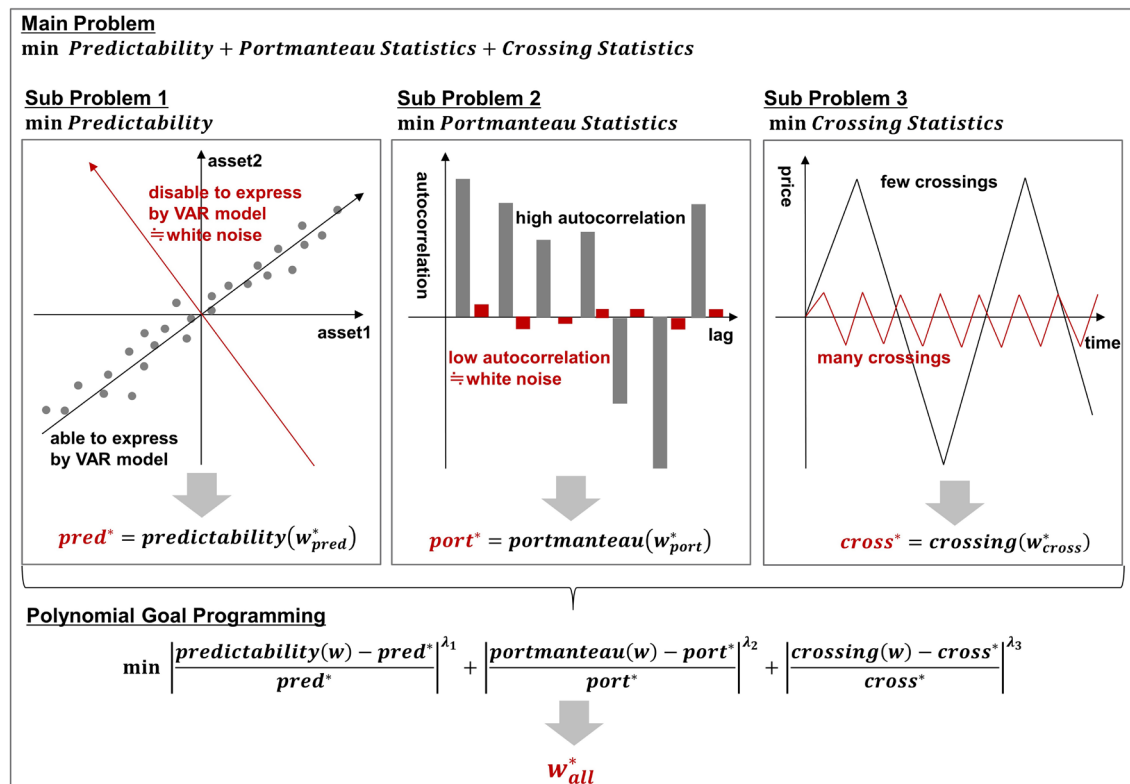 Main Problem
min Predictability + Portmanteau Statistics + Crossing Statistics
Sub Problem 1
min Predictability
asset2
disable to express
by VAR model
≒white noise
asset1
able to express
by VAR model
pred* = predictability(w*pred)
Sub Problem 2
min Portmanteau Statistics
autocorrelation
high autocorrelation
lag
low autocorrelation
≒white noise
port* = portmanteau(w*port)
Sub Problem 3
min Crossing Statistics
price
few crossings
time
many crossings
cross* = crossing(w*cross)
Polynomial Goal Programming
min |predictability(w) − pred* / pred*|^λ1 + |portmanteau(w) − port* / port*|^λ2 + |crossing(w) − cross* / cross*|^λ3
w*all